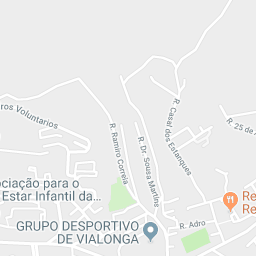 ros Voluntarios
R. Ramiro Correia
R. Dr. Sousa Martins
R. Casal dos Estanques
R. 25 de
ociação para o
Estar Infantil da...
Re
Re
R. Adro
GRUPO DESPORTIVO
DE VIALONGA